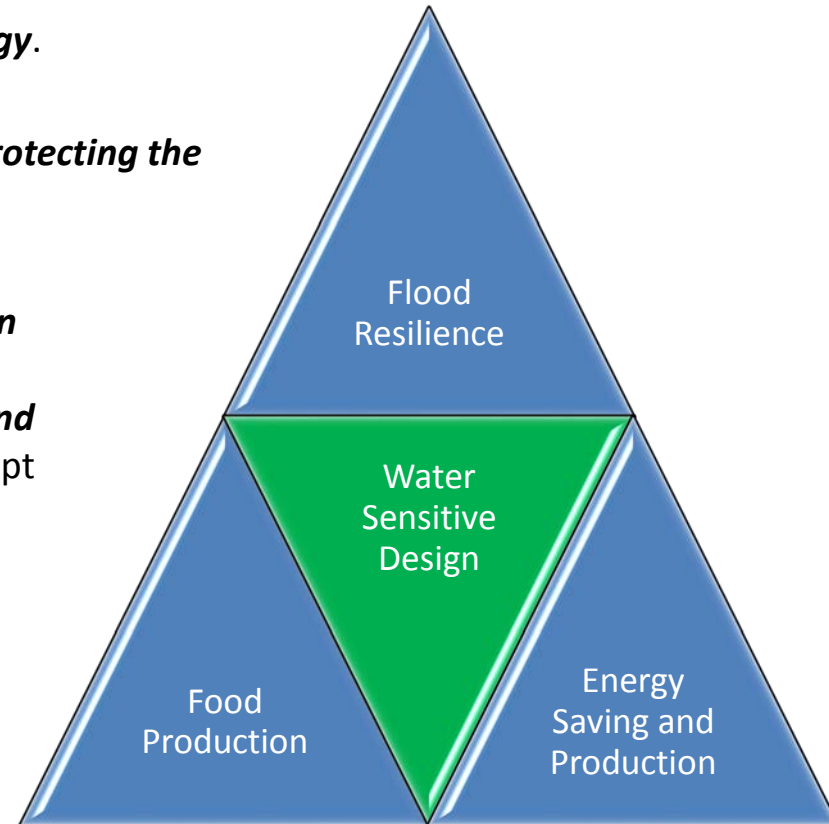 gy.
rotecting the
n
nd
pt
Flood
Resilience
Water
Sensitive
Design
Food
Production
Energy
Saving and
Production